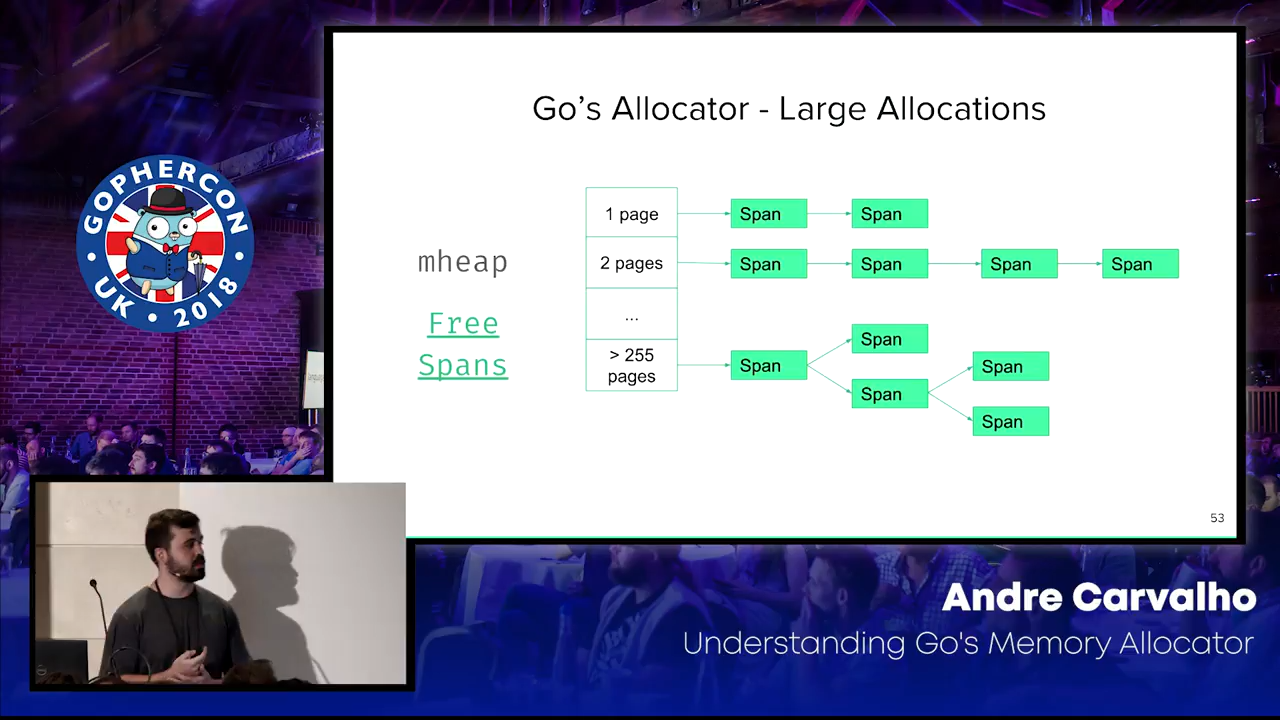 GOPHERCON
UK • 2018
Go's Allocator - Large Allocations
mheap
Free
Spans
1 page
Span
Span
2 pages
Span
Span
Span
Span
...
> 255
pages
Span
Span
Span
Span
Span
53
Andre Carvalho
Understanding Go's Memory Allocator